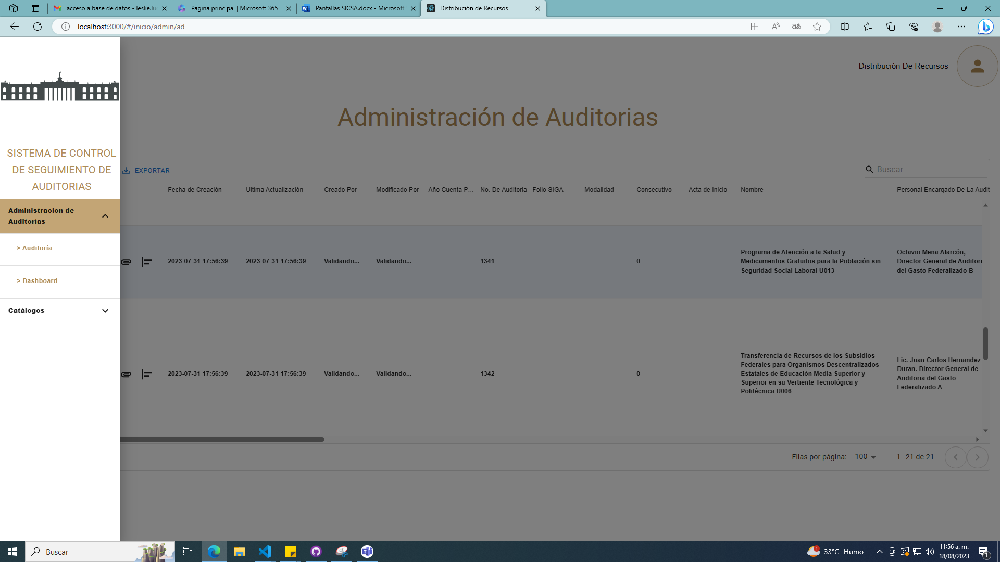 acceso a base de datos - leslie.lu
Página principal | Microsoft 365
Pantallas SICSA.docx - Microsoft
Distribución de Recursos
localhost:3000/#/inicio/admin/ad
Distribución De Recursos
Administración de Auditorias
SISTEMA DE CONTROL
DE SEGUIMIENTO DE
AUDITORIAS
Administracion de
Auditorías
> Auditoría
> Dashboard
Catálogos
EXPORTAR
Buscar
Fecha de Creación Ultima Actualización Creado Por Modificado Por Año Cuenta P... No. De Auditoria Folio SIGA Modalidad Consecutivo Acta de Inicio Nombre Personal Encargado De La Audit
2023-07-31 17:56:39 2023-07-31 17:56:39 Validando... Validando... 1341 0
Programa de Atención a la Salud y
Medicamentos Gratuitos para la Población sin
Seguridad Social Laboral U013
Octavio Mena Alarcón,
Director General de Auditori
del Gasto Federalizado B
2023-07-31 17:56:39 2023-07-31 17:56:39 Validando... Validando... 1342 0
Transferencia de Recursos de los Subsidios
Federales para Organismos Descentralizados
Estatales de Educación Media Superior y
Superior en su Vertiente Tecnológica y
Politécnica U006
Lic. Juan Carlos Hernandez
Duran. Director General de
Auditoria del Gasto
Federalizado A
Filas por página: 100 1–21 de 21
Buscar
33°C Humo
11:56 a. m.
18/08/2023